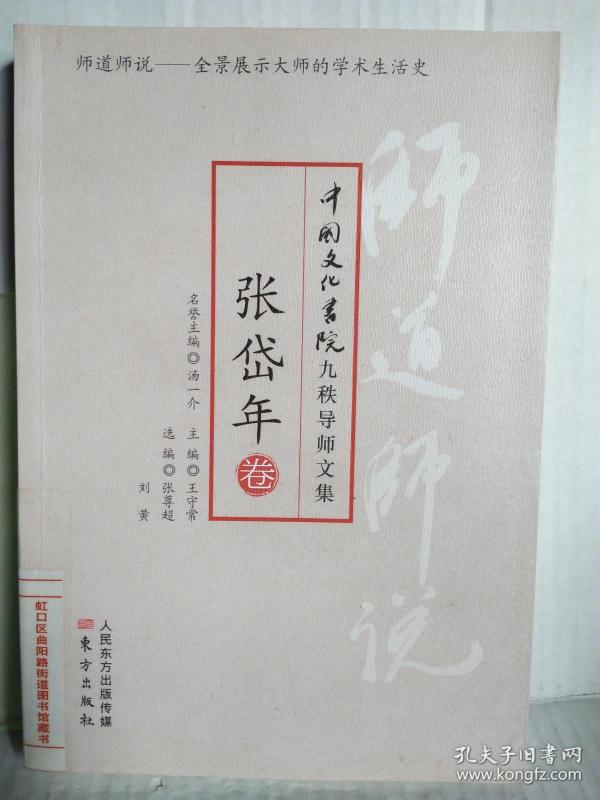 师道师说——全景展示大师的学术生活史
师道师说
中国文化书院九秩导师文集
张岱年
卷
名誉主编◎汤一介
主编◎王守常
选编◎张尊超
刘黄
人民东方出版传媒
東方出版社
虹口区曲阳路街道图书馆藏书
孔夫子旧书网
www.kongfz.com